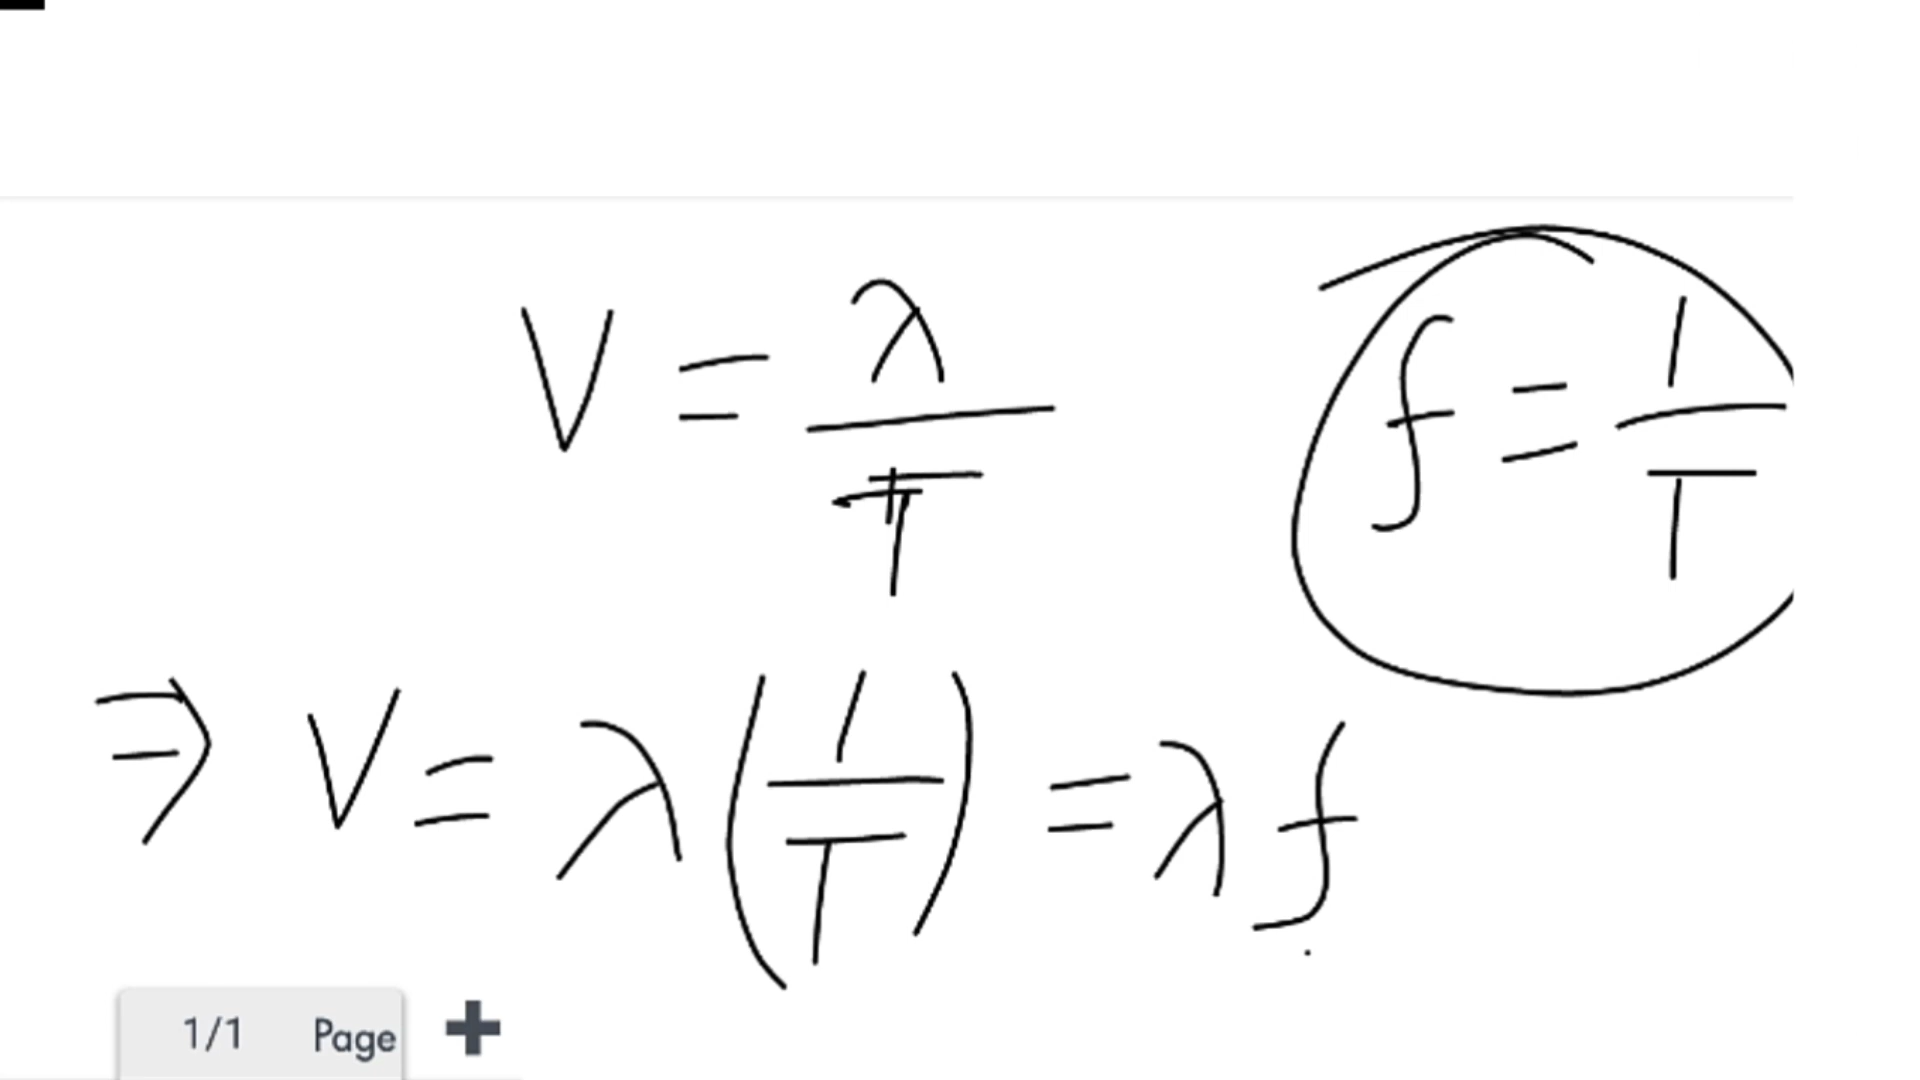 V = λ/T
f = 1/T
⇒ V = λ(1/T) = λf
1/1 Page +